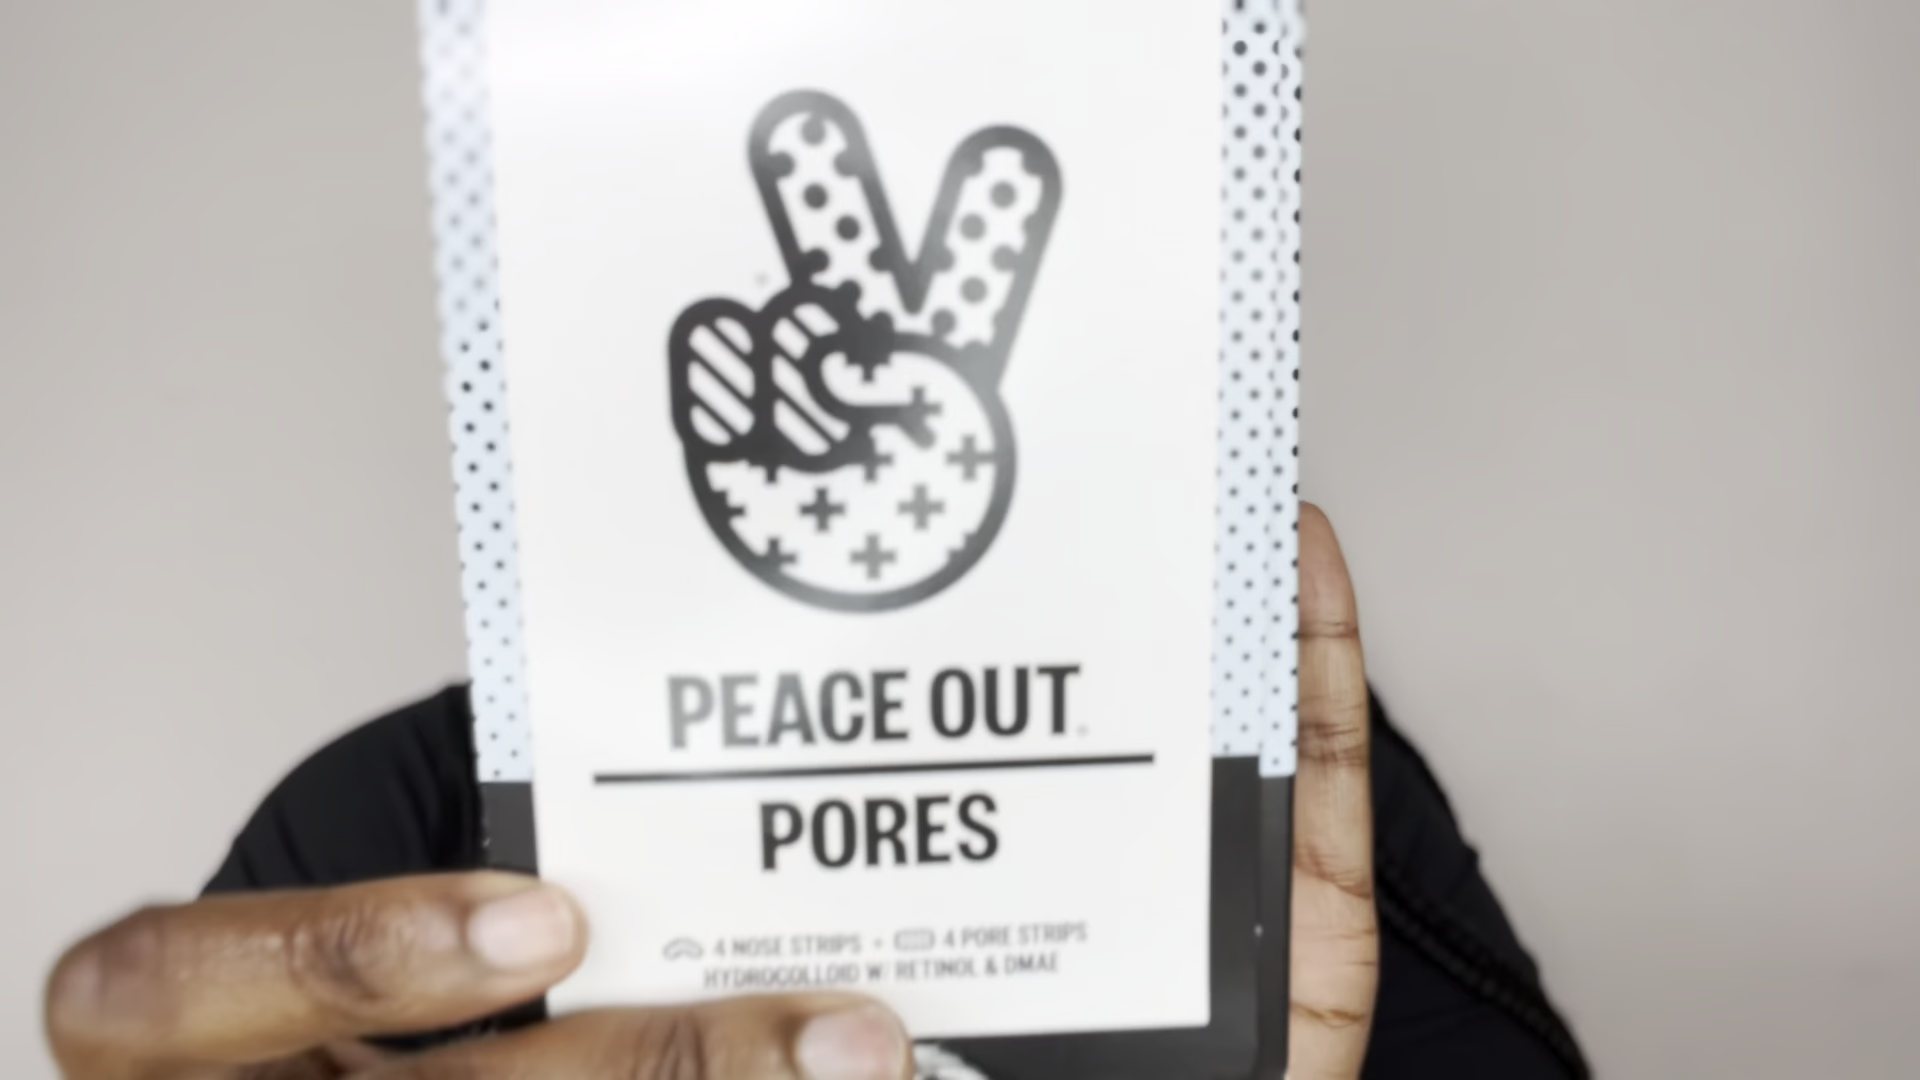 PEACE OUT
PORES
4 NOSE STRIPS + 4 PORE STRIPS
HYDROCOLLOID W/ RETINOL & DMAE